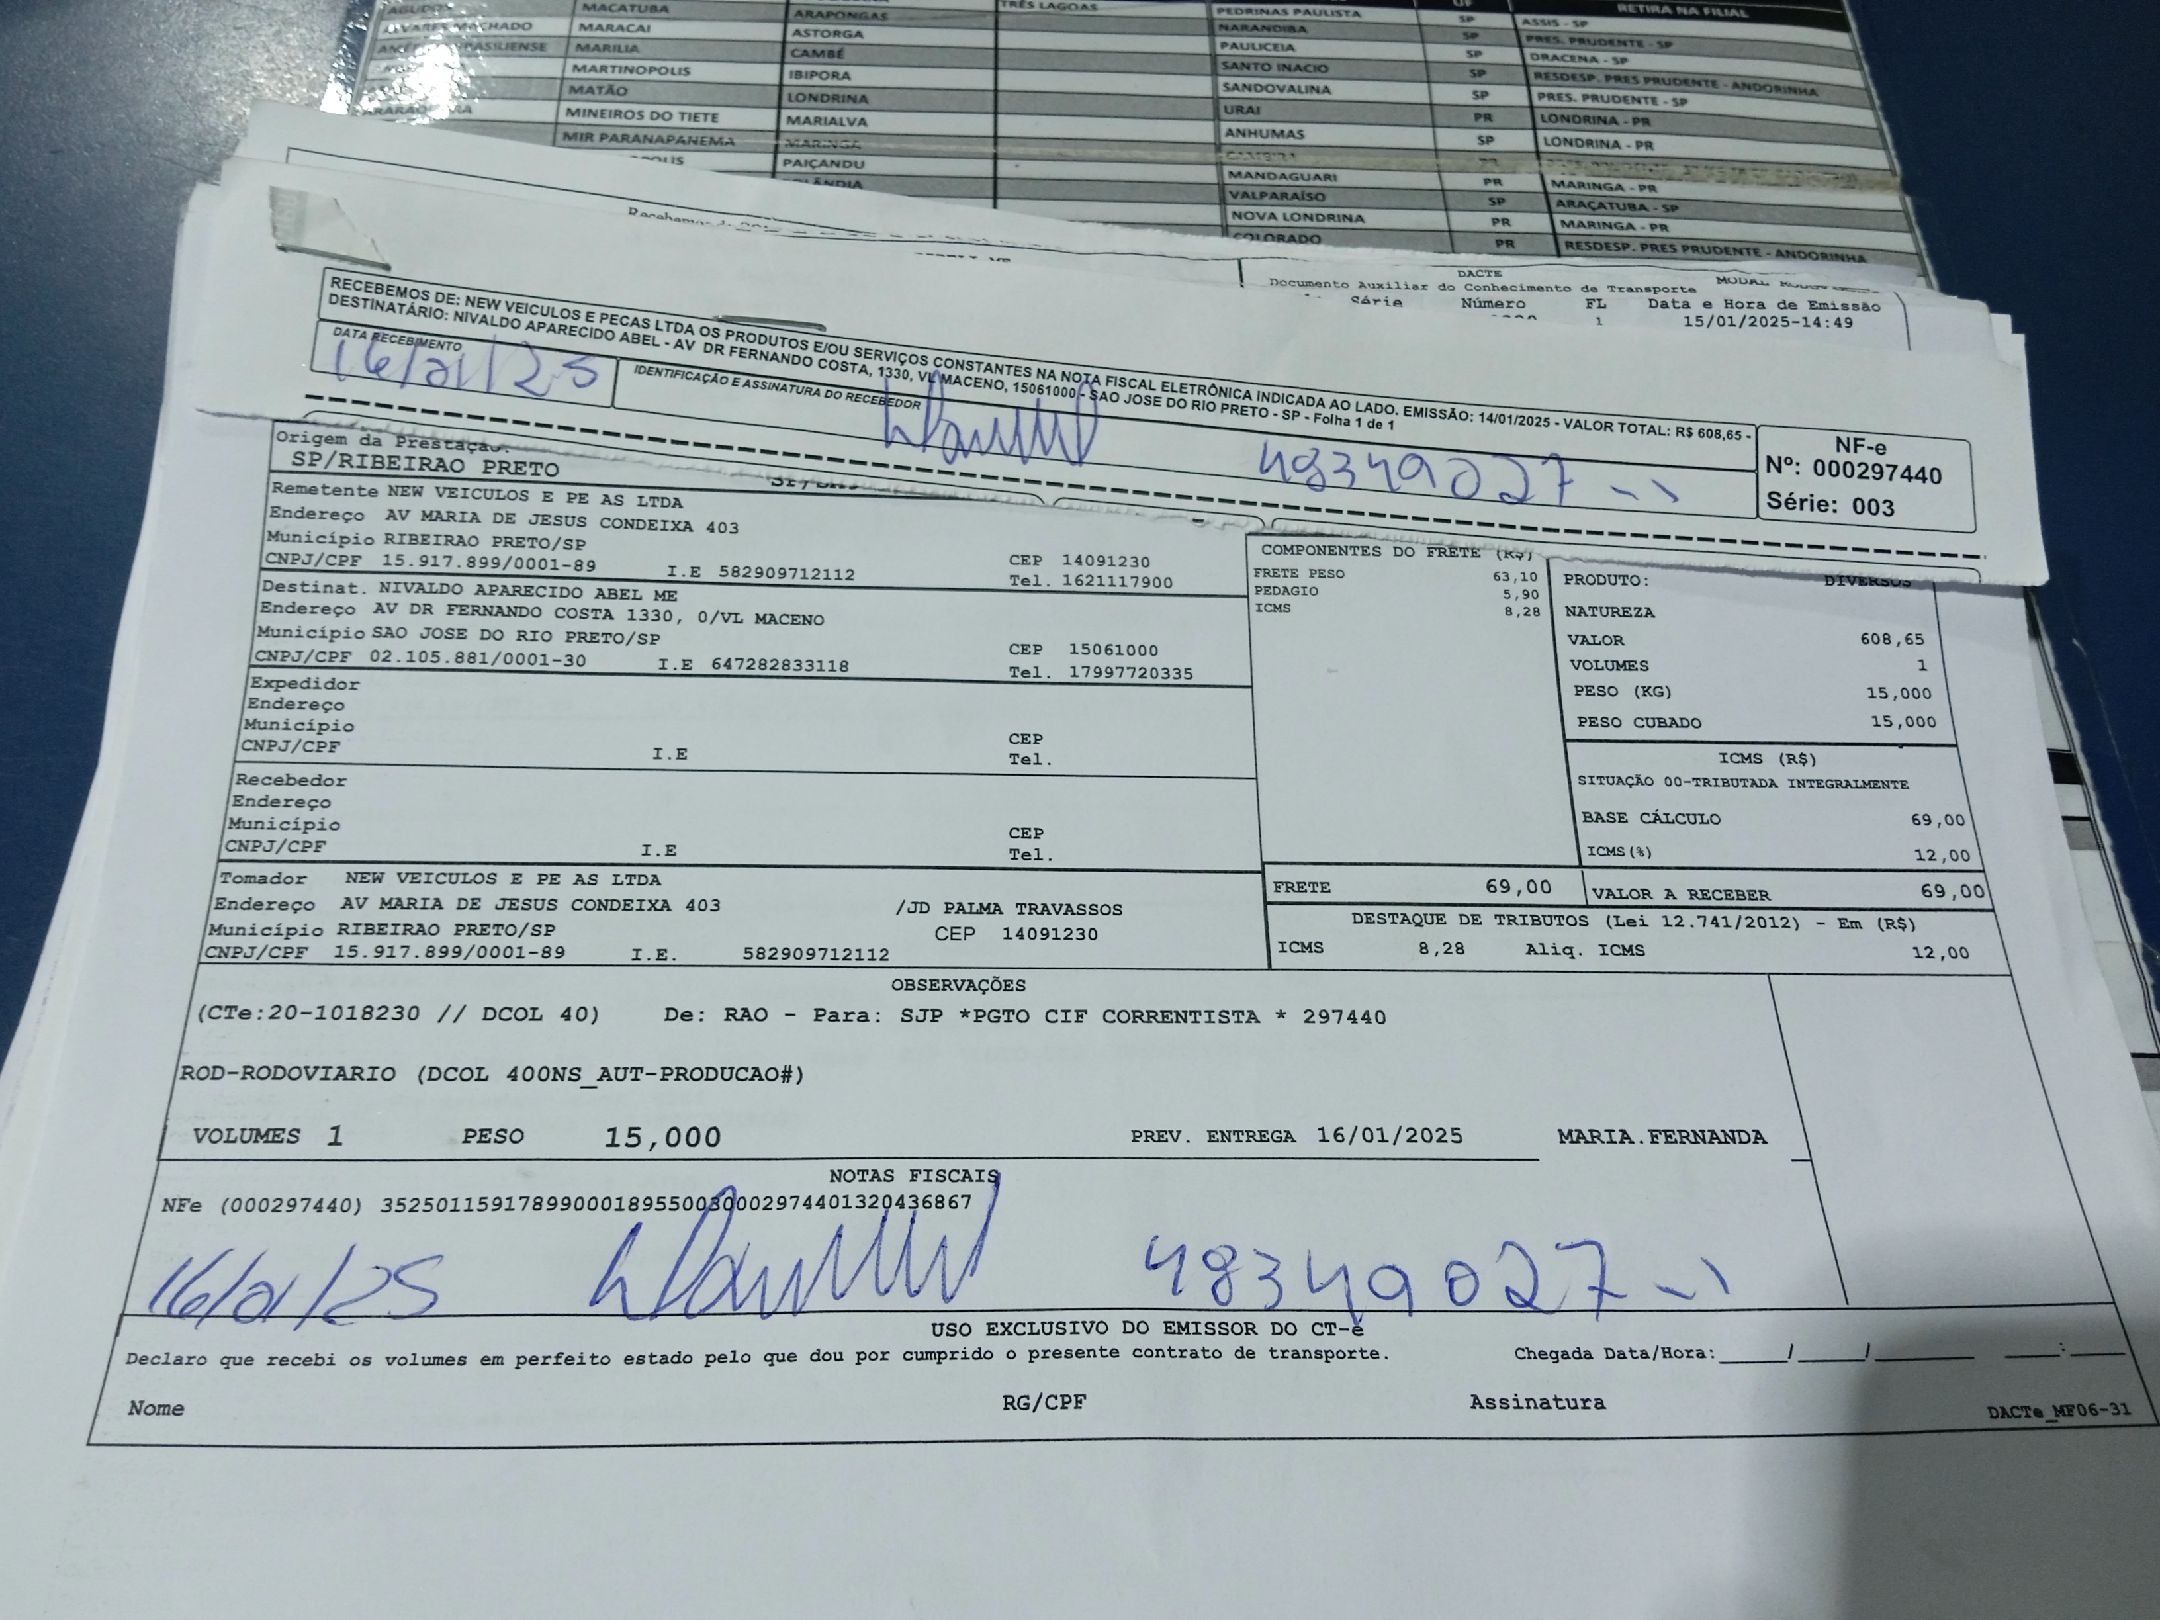 MACATUBA ARAPONGAS TRÊS LAGOAS PEDRINAS PAULISTA SP ASSIS - SP RETIRA NA FILIAL
MARACAI ASTORGA NARANDIBA SP PRES. PRUDENTE - SP
MARILIA CAMBÉ PAULICEIA SP DRACENA - SP
MARTINOPOLIS IBIPORA SANTO INACIO SP RESDESP. PRES PRUDENTE - ANDORINHA
MATÃO LONDRINA SANDOVALINA SP PRES. PRUDENTE - SP
MINEIROS DO TIETE MARIALVA URAI PR LONDRINA - PR
MIR PARANAPANEMA MARINGA ANHUMAS SP LONDRINA - PR
PAIÇANDU
MANDAGUARI PR MARINGA - PR
VALPARAÍSO SP ARAÇATUBA - SP
NOVA LONDRINA PR MARINGA - PR
COLORADO PR RESDESP. PRES PRUDENTE - ANDORINHA
DACTE
Documento Auxiliar do Conhecimento de Transporte
Série Número FL Data e Hora de Emissão
1 15/01/2025-14:49
RECEBEMOS DE: NEW VEICULOS E PECAS LTDA OS PRODUTOS E/OU SERVIÇOS CONSTANTES NA NOTA FISCAL ELETRÔNICA INDICADA AO LADO. EMISSÃO: 14/01/2025 - VALOR TOTAL: R$ 608,65 -
DESTINATÁRIO: NIVALDO APARECIDO ABEL - AV DR FERNANDO COSTA, 1330, VL MACENO, 15061000 - SAO JOSE DO RIO PRETO - SP - Folha 1 de 1
DATA RECEBIMENTO IDENTIFICAÇÃO E ASSINATURA DO RECEBEDOR
16/01/25 48349027
NF-e
Nº: 000297440
Série: 003
Origem da Prestação:
SP/RIBEIRAO PRETO
Remetente NEW VEICULOS E PE AS LTDA
Endereço AV MARIA DE JESUS CONDEIXA 403
Município RIBEIRAO PRETO/SP CEP 14091230
CNPJ/CPF 15.917.899/0001-89 I.E 582909712112 Tel. 1621117900
Destinat. NIVALDO APARECIDO ABEL ME
Endereço AV DR FERNANDO COSTA 1330, 0/VL MACENO
Município SAO JOSE DO RIO PRETO/SP CEP 15061000
CNPJ/CPF 02.105.881/0001-30 I.E 647282833118 Tel. 17997720335
Expedidor
Endereço
Município CEP
CNPJ/CPF I.E Tel.
Recebedor
Endereço
Município CEP
CNPJ/CPF I.E Tel.
Tomador NEW VEICULOS E PE AS LTDA
Endereço AV MARIA DE JESUS CONDEIXA 403 /JD PALMA TRAVASSOS
Município RIBEIRAO PRETO/SP CEP 14091230
CNPJ/CPF 15.917.899/0001-89 I.E. 582909712112
COMPONENTES DO FRETE (R$)
FRETE PESO 63,10
PEDAGIO 5,90
ICMS 8,28
PRODUTO: DIVERSOS
NATUREZA
VALOR 608,65
VOLUMES 1
PESO (KG) 15,000
PESO CUBADO 15,000
ICMS (R$)
SITUAÇÃO 00-TRIBUTADA INTEGRALMENTE
BASE CÁLCULO 69,00
ICMS(%) 12,00
FRETE 69,00 VALOR A RECEBER 69,00
DESTAQUE DE TRIBUTOS (Lei 12.741/2012) - Em (R$)
ICMS 8,28 Aliq. ICMS 12,00
OBSERVAÇÕES
(CTe:20-1018230 // DCOL 40) De: RAO - Para: SJP *PGTO CIF CORRENTISTA * 297440
ROD-RODOVIARIO (DCOL 400NS_AUT-PRODUCAO#)
VOLUMES 1 PESO 15,000 PREV. ENTREGA 16/01/2025 MARIA.FERNANDA
NOTAS FISCAIS
NFe (000297440) 35250115917899000189550030002974401320436867
16/01/25 48349027
USO EXCLUSIVO DO EMISSOR DO CT-e
Declaro que recebi os volumes em perfeito estado pelo que dou por cumprido o presente contrato de transporte. Chegada Data/Hora:____/____/______ ___:___
Nome RG/CPF Assinatura DACTe_MF06-31